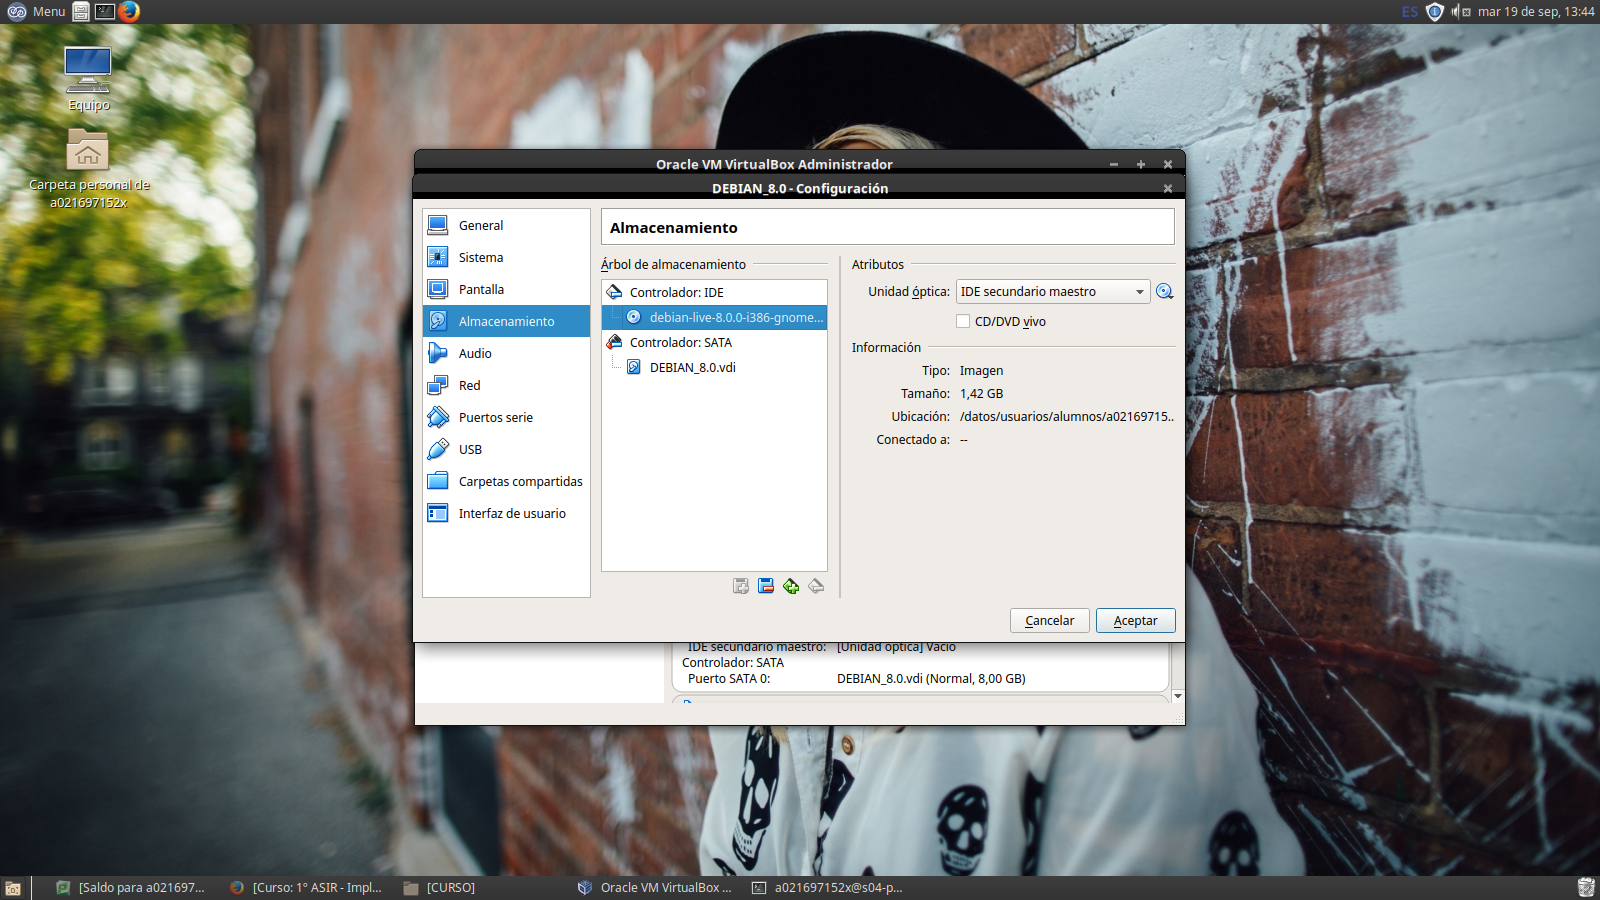 Menu
ES
mar 19 de sep, 13:44
Equipo
Carpeta personal de
a021697152x
Oracle VM VirtualBox Administrador
DEBIAN_8.0 - Configuración
General
Sistema
Pantalla
Almacenamiento
Audio
Red
Puertos serie
USB
Carpetas compartidas
Interfaz de usuario
Almacenamiento
Árbol de almacenamiento
Controlador: IDE
debian-live-8.0.0-i386-gnome...
Controlador: SATA
DEBIAN_8.0.vdi
Atributos
Unidad óptica: IDE secundario maestro
CD/DVD vivo
Información
Tipo: Imagen
Tamaño: 1,42 GB
Ubicación: /datos/usuarios/alumnos/a02169715..
Conectado a: --
Cancelar
Aceptar
IDE secundario maestro: [Unidad óptica] Vacío
Controlador: SATA
Puerto SATA 0: DEBIAN_8.0.vdi (Normal, 8,00 GB)
[Saldo para a021697...
[Curso: 1º ASIR - Impl...
[CURSO]
Oracle VM VirtualBox ...
a021697152x@s04-p...